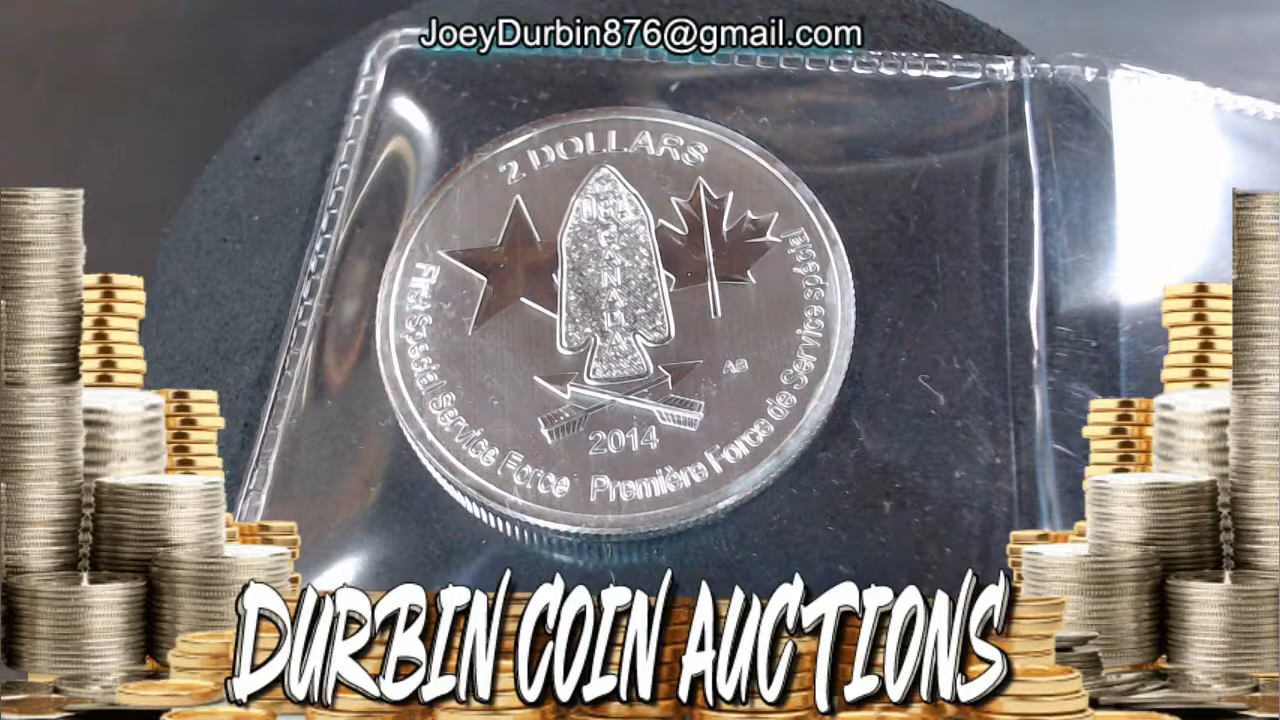 JoeyDurbin876@gmail.com
2 DOLLARS
CANADA
AB
2014
First Special Service Force Première Force de Service spécial
DURBIN COIN AUCTIONS